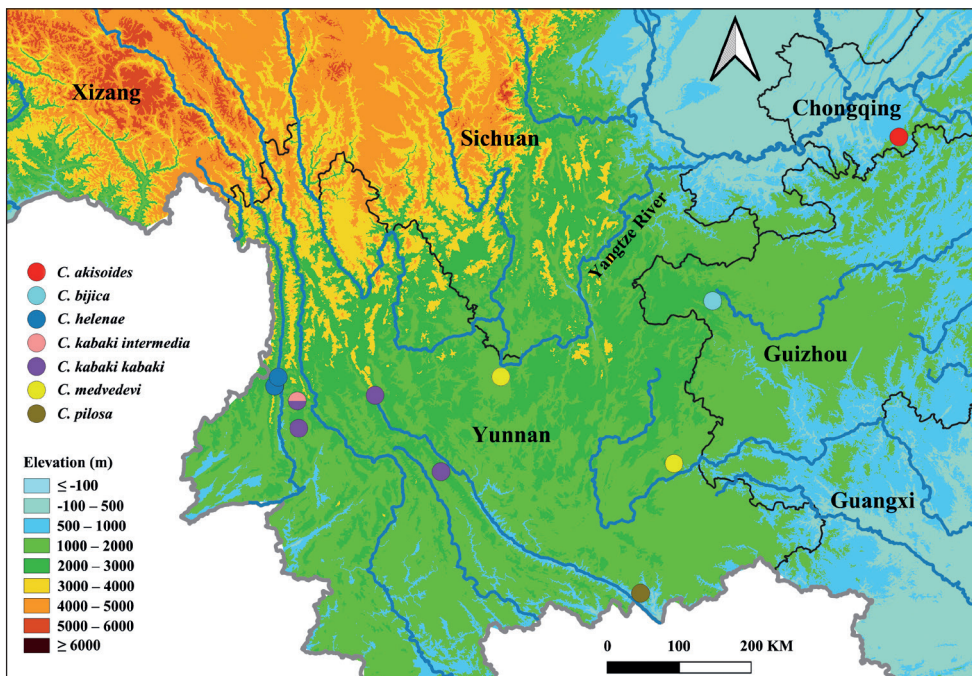 Xizang
Sichuan
Chongqing
Yangtze River
Guizhou
Yunnan
Guangxi
C. akisoides
C. bijica
C. helenae
C. kabaki intermedia
C. kabaki kabaki
C. medvedevi
C. pilosa
Elevation (m)
≤ -100
-100 – 500
500 – 1000
1000 – 2000
2000 – 3000
3000 – 4000
4000 – 5000
5000 – 6000
≥ 6000
0 100 200 KM